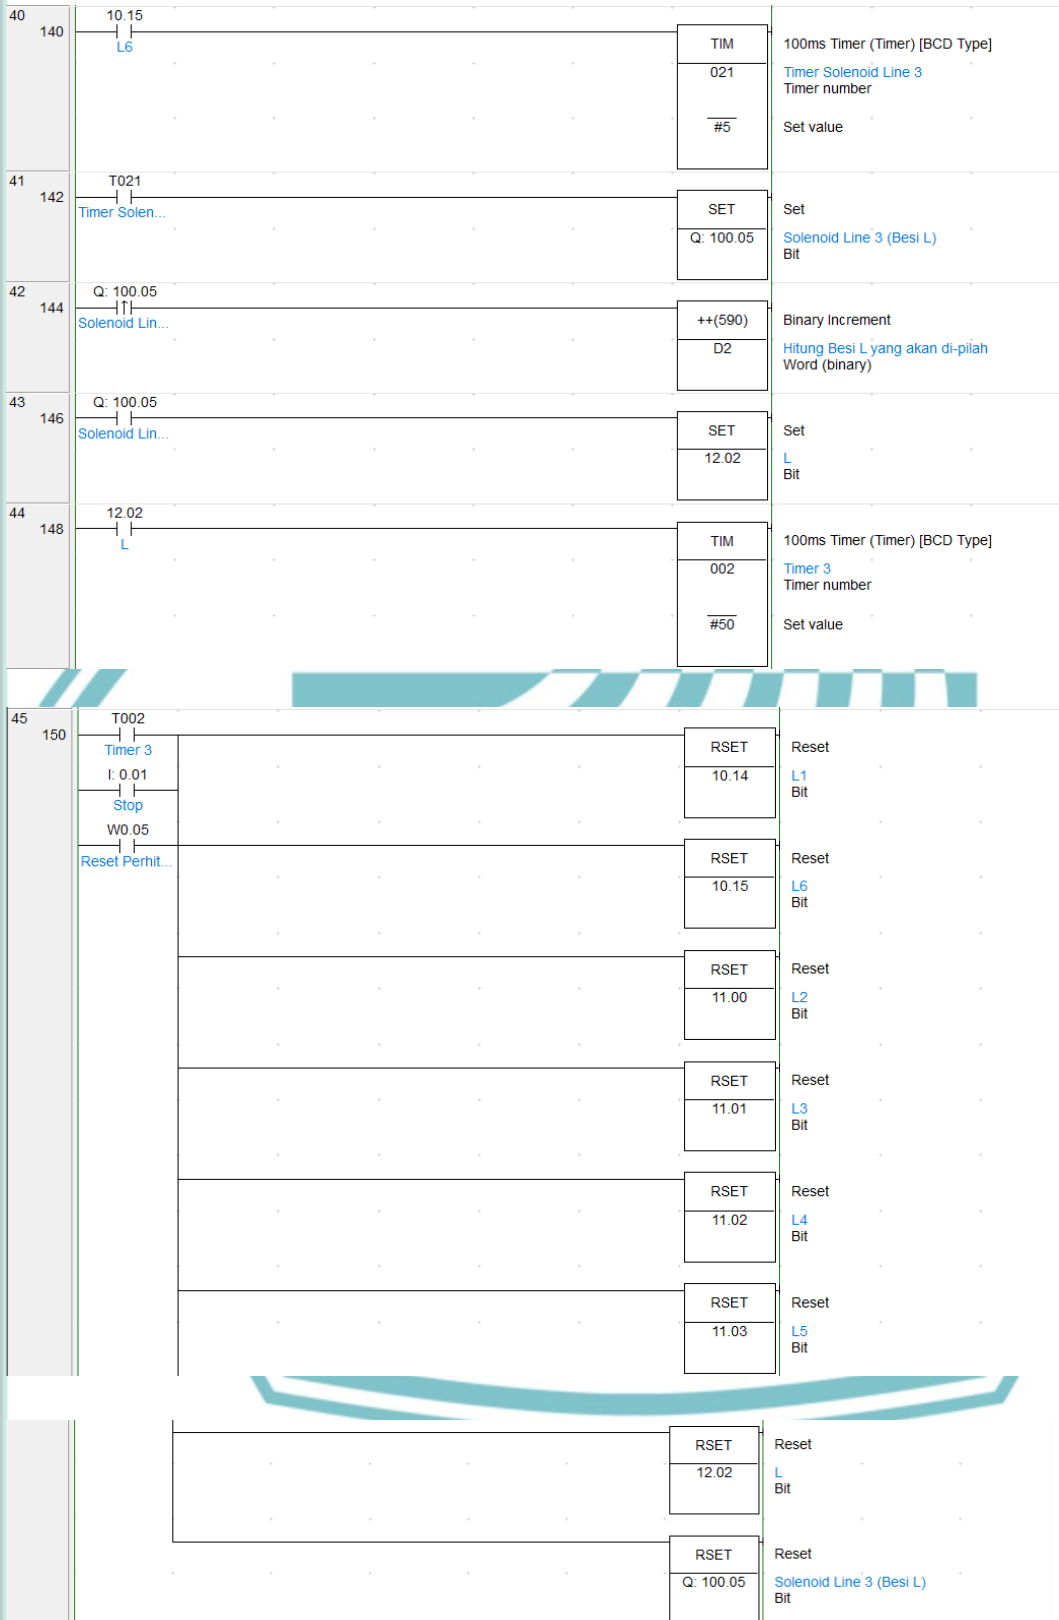 40
140
10.15
L6
TIM
100ms Timer (Timer) [BCD Type]
021
Timer Solenoid Line 3
Timer number
#5
Set value
41
142
T021
Timer Solen...
SET
Set
Q: 100.05
Solenoid Line 3 (Besi L)
Bit
42
144
Q: 100.05
Solenoid Lin...
++(590)
Binary Increment
D2
Hitung Besi L yang akan di-pilah
Word (binary)
43
146
Q: 100.05
Solenoid Lin...
SET
Set
12.02
L
Bit
44
148
12.02
L
TIM
100ms Timer (Timer) [BCD Type]
002
Timer 3
Timer number
#50
Set value
45
150
T002
Timer 3
I: 0.01
Stop
W0.05
Reset Perhit...
RSET
Reset
10.14
L1
Bit
RSET
Reset
10.15
L6
Bit
RSET
Reset
11.00
L2
Bit
RSET
Reset
11.01
L3
Bit
RSET
Reset
11.02
L4
Bit
RSET
Reset
11.03
L5
Bit
RSET
Reset
12.02
L
Bit
RSET
Reset
Q: 100.05
Solenoid Line 3 (Besi L)
Bit